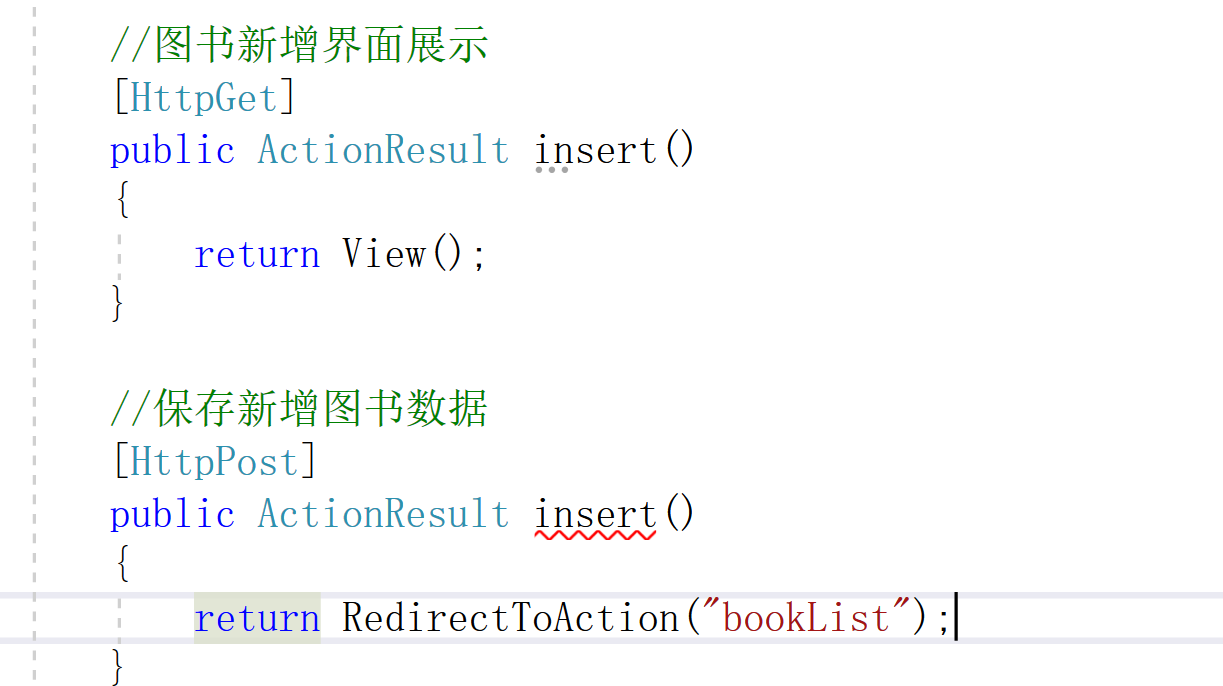 //图书新增界面展示
[HttpGet]
public ActionResult insert()
{
return View();
}
//保存新增图书数据
[HttpPost]
public ActionResult insert()
{
return RedirectToAction("bookList");
}